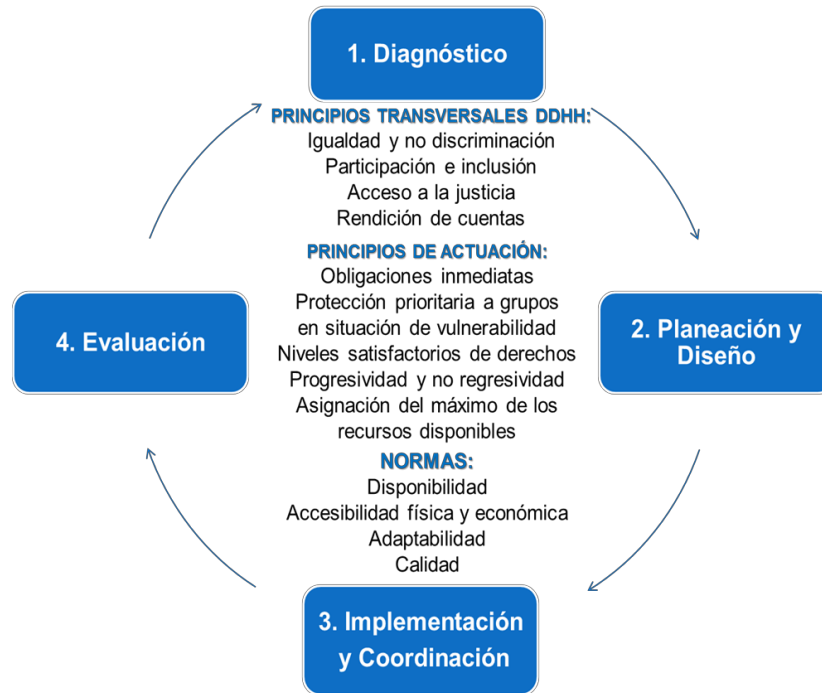 1. Diagnóstico
PRINCIPIOS TRANSVERSALES DDHH:
Igualdad y no discriminación
Participación e inclusión
Acceso a la justicia
Rendición de cuentas
PRINCIPIOS DE ACTUACIÓN:
Obligaciones inmediatas
Protección prioritaria a grupos
en situación de vulnerabilidad
Niveles satisfactorios de derechos
Progresividad y no regresividad
Asignación del máximo de los
recursos disponibles
NORMAS:
Disponibilidad
Accesibilidad física y económica
Adaptabilidad
Calidad
2. Planeación y
Diseño
3. Implementación
y Coordinación
4. Evaluación